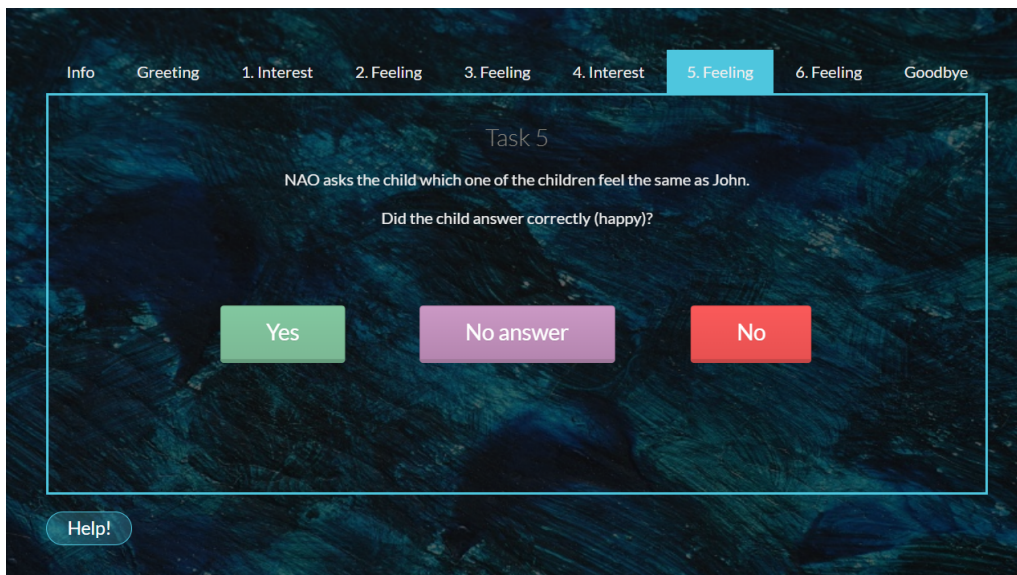 Info Greeting 1. Interest 2. Feeling 3. Feeling 4. Interest 5. Feeling 6. Feeling Goodbye
Task 5
NAO asks the child which one of the children feel the same as John.
Did the child answer correctly (happy)?
Yes No answer No
Help!